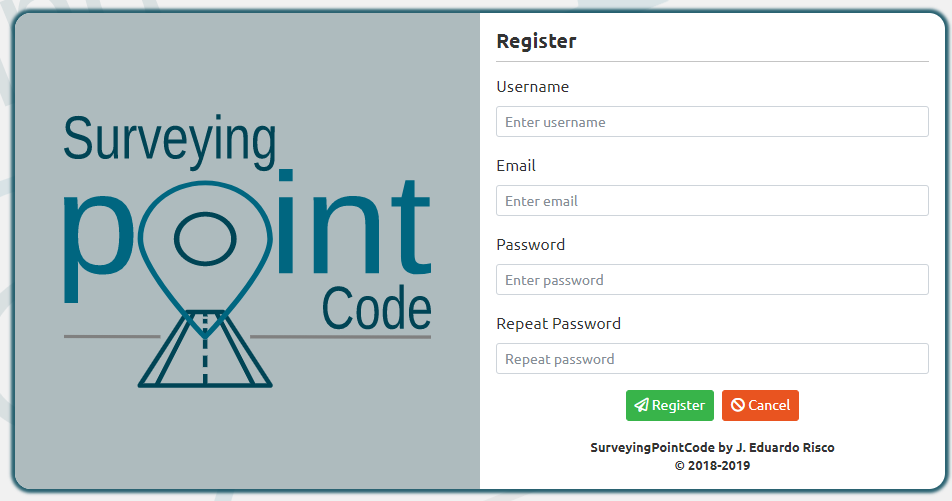 Surveying
point
Code
Register
Username
Enter username
Email
Enter email
Password
Enter password
Repeat Password
Repeat password
Register Cancel
SurveyingPointCode by J. Eduardo Risco
© 2018-2019